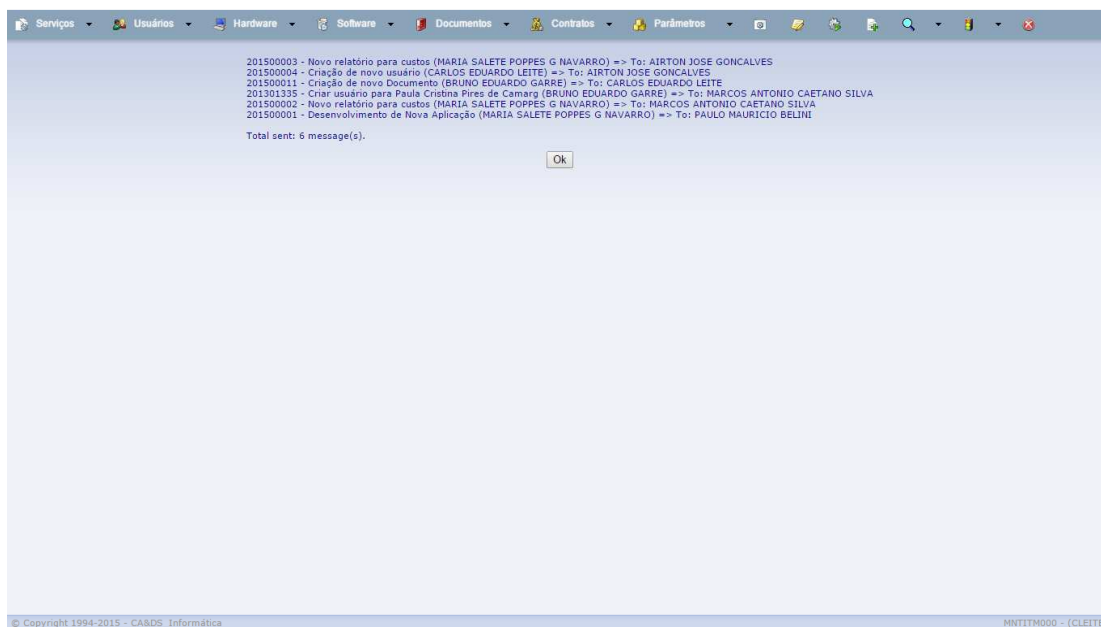 Serviços Usuários Hardware Software Documentos Contratos Parâmetros
201500003 - Novo relatório para custos (MARIA SALETE POPPES G NAVARRO) => To: AIRTON JOSE GONCALVES
201500004 - Criação de novo usuário (CARLOS EDUARDO LEITE) => To: AIRTON JOSE GONCALVES
201500011 - Criação de novo Documento (BRUNO EDUARDO GARRE) => To: CARLOS EDUARDO LEITE
201301335 - Criar usuário para Paula Cristina Pires de Camarg (BRUNO EDUARDO GARRE) => To: MARCOS ANTONIO CAETANO SILVA
201500002 - Novo relatório para custos (MARIA SALETE POPPES G NAVARRO) => To: MARCOS ANTONIO CAETANO SILVA
201500001 - Desenvolvimento de Nova Aplicação (MARIA SALETE POPPES G NAVARRO) => To: PAULO MAURICIO BELINI
Total sent: 6 message(s).
Ok
© Copyright 1994-2015 - CA&DS Informática MNTITM000 - (CLEIT